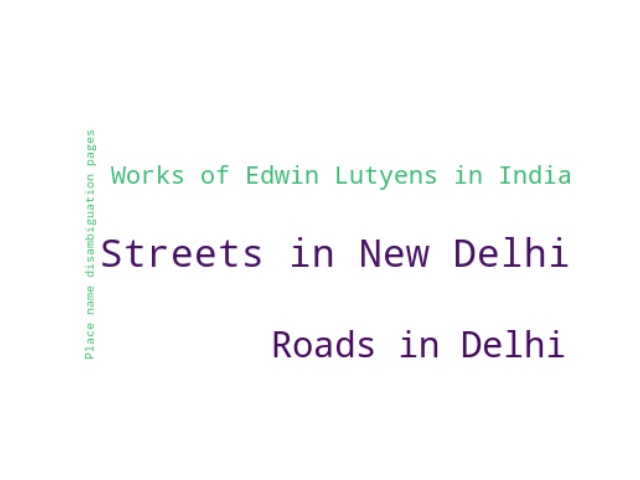 Place name disambiguation pages
Works of Edwin Lutyens in India
Streets in New Delhi
Roads in Delhi